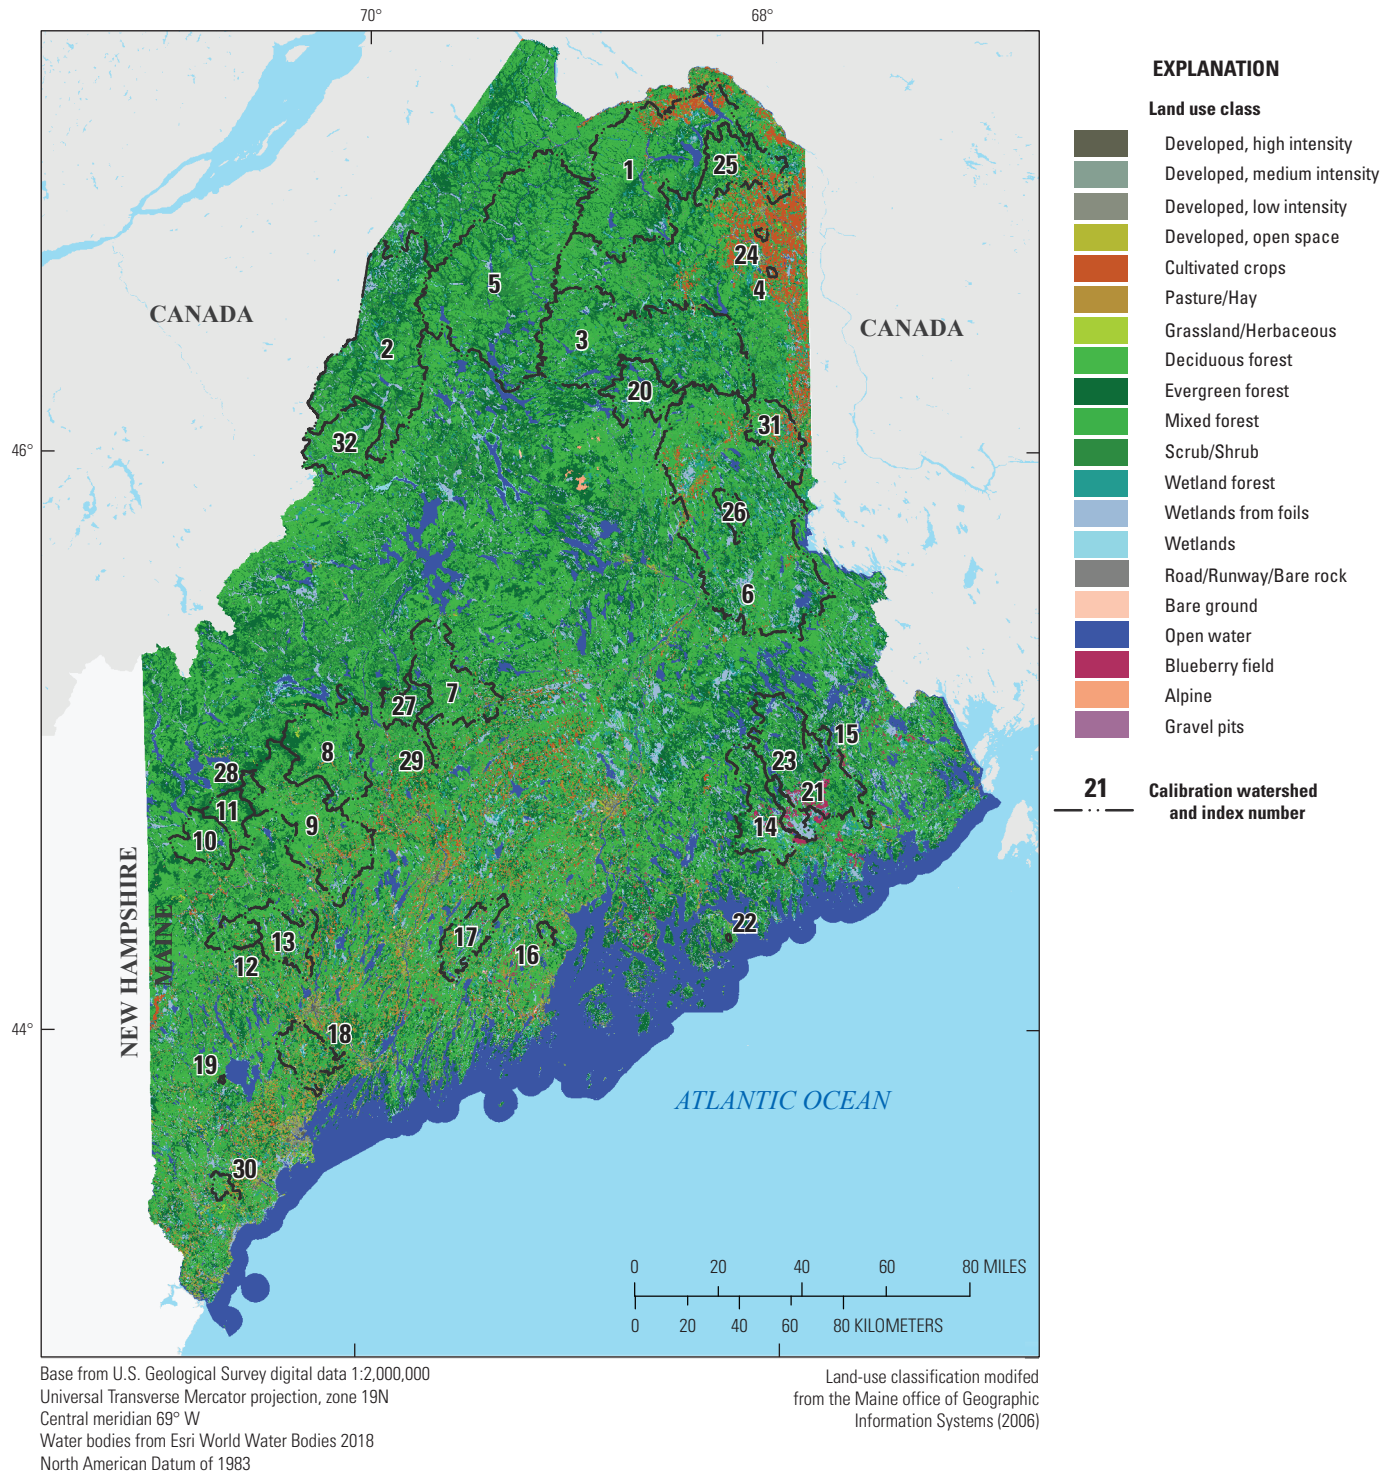 70°
68°
EXPLANATION
Land use class
Developed, high intensity
Developed, medium intensity
Developed, low intensity
Developed, open space
Cultivated crops
Pasture/Hay
Grassland/Herbaceous
Deciduous forest
Evergreen forest
Mixed forest
Scrub/Shrub
Wetland forest
Wetlands from foils
Wetlands
Road/Runway/Bare rock
Bare ground
Open water
Blueberry field
Alpine
Gravel pits
21 Calibration watershed
and index number
1
25
24
4
5
CANADA
CANADA
2
3
20
31
32
46°
26
6
7
27
15
8
29
23
28
21
11
9
14
10
22
13
17
16
12
NEW HAMPSHIRE
MAINE
44°
18
19
ATLANTIC OCEAN
30
0 20 40 60 80 MILES
0 20 40 60 80 KILOMETERS
Base from U.S. Geological Survey digital data 1:2,000,000
Universal Transverse Mercator projection, zone 19N
Central meridian 69° W
Water bodies from Esri World Water Bodies 2018
North American Datum of 1983
Land-use classification modifed
from the Maine office of Geographic
Information Systems (2006)